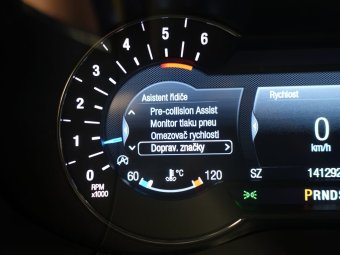 6
5
4
3
2
1
0
RPM
x1000
Asistent řidiče
Pre-collision Assist
Monitor tlaku pneu
Omezovač rychlosti
Doprav. značky
60 °C 120
Rychlost
0
km/h
SZ 141292
PRNDS